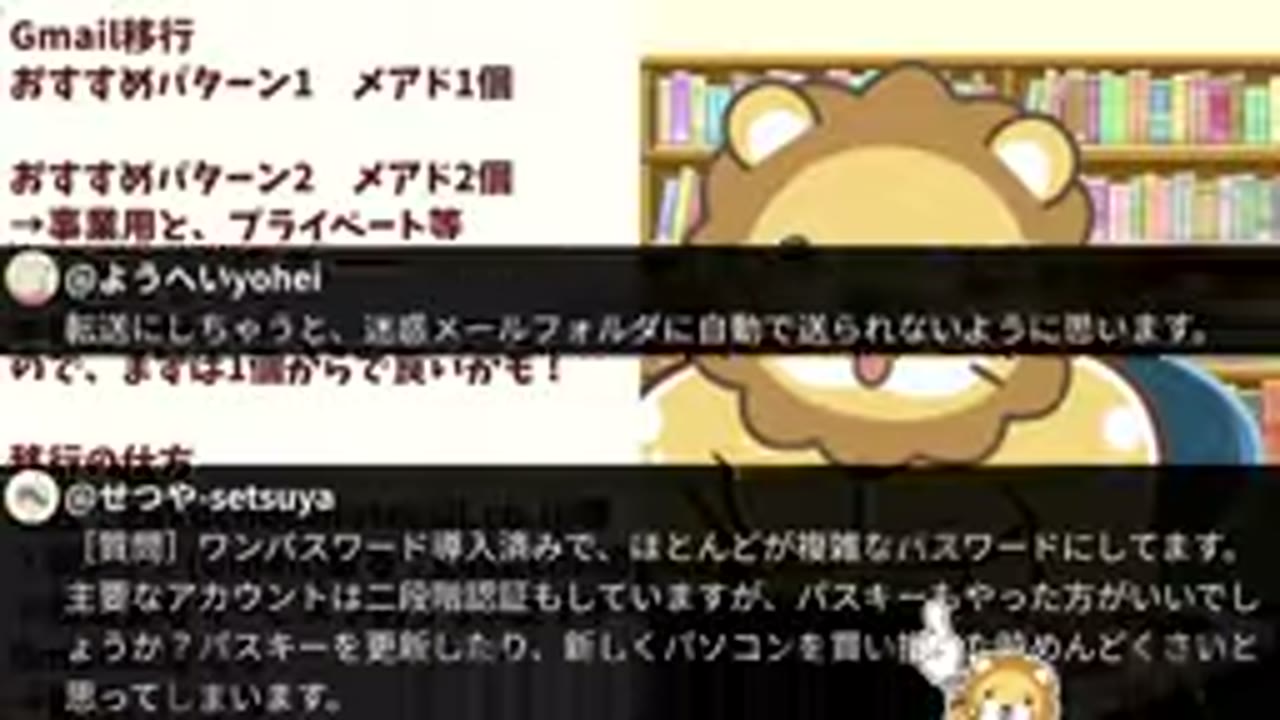 Gmail移行
おすすめパターン1　メアド1個
おすすめパターン2　メアド2個
→事業用と、プライベート等
@ようへいyohei
転送にしちゃうと、迷惑メールフォルダに自動で送られないように思います。
ので、まずは1個からで良いかも！
移行の仕方
@せつや-setsuya
［質問］ワンパスワード導入済みで、ほとんどが複雑なパスワードにしてます。
主要なアカウントは二段階認証もしていますが、パスキーもやった方がいいでし
ょうか？パスキーを更新したり、新しくパソコンを買い換えた時めんどくさいと
思ってしまいます。